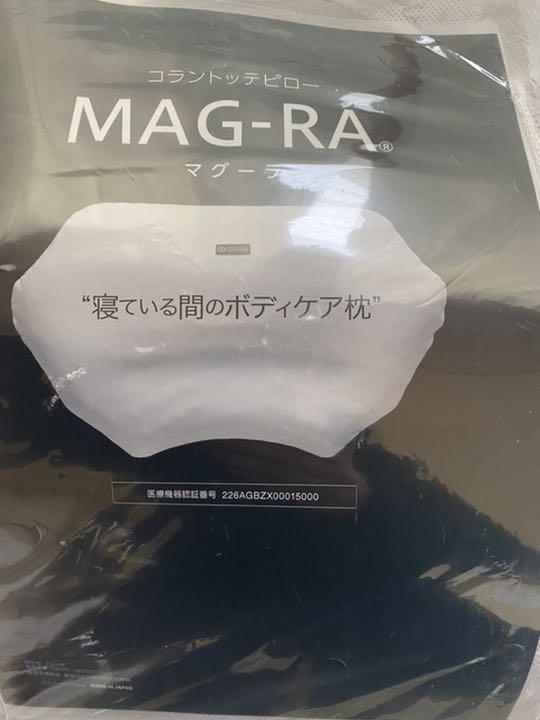 コラントッテピロー
MAG-RA®
マグーラ
“寝ている間のボディケア枕”
医療機器認証番号 226AGBZX00015000
MADE IN JAPAN